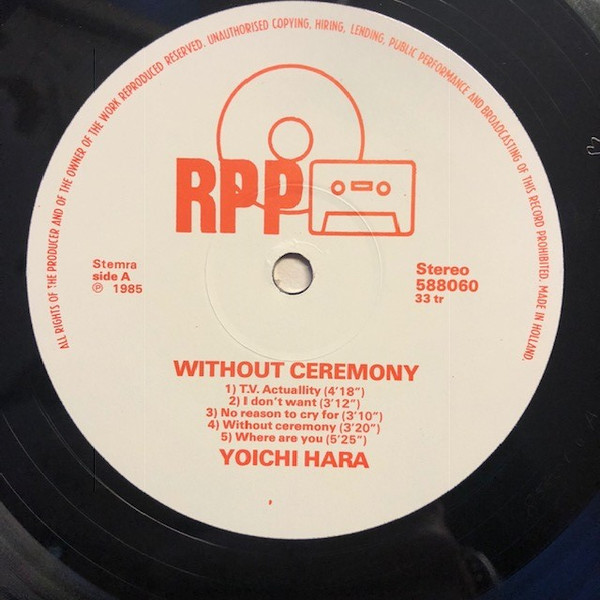 ALL RIGHTS OF THE PRODUCER AND OF THE OWNER OF THE WORK REPRODUCED RESERVED. UNAUTHORISED COPYING, HIRING, LENDING, PUBLIC PERFORMANCE AND BROADCASTING OF THIS RECORD PROHIBITED. MADE IN HOLLAND.
RPP
Stemra
side A
℗ 1985
Stereo
588060
33 tr
WITHOUT CEREMONY
1) T.V. Actuallity (4'18")
2) I don't want (3'12")
3) No reason to cry for (3'10")
4) Without ceremony (3'20")
5) Where are you (5'25")
YOICHI HARA